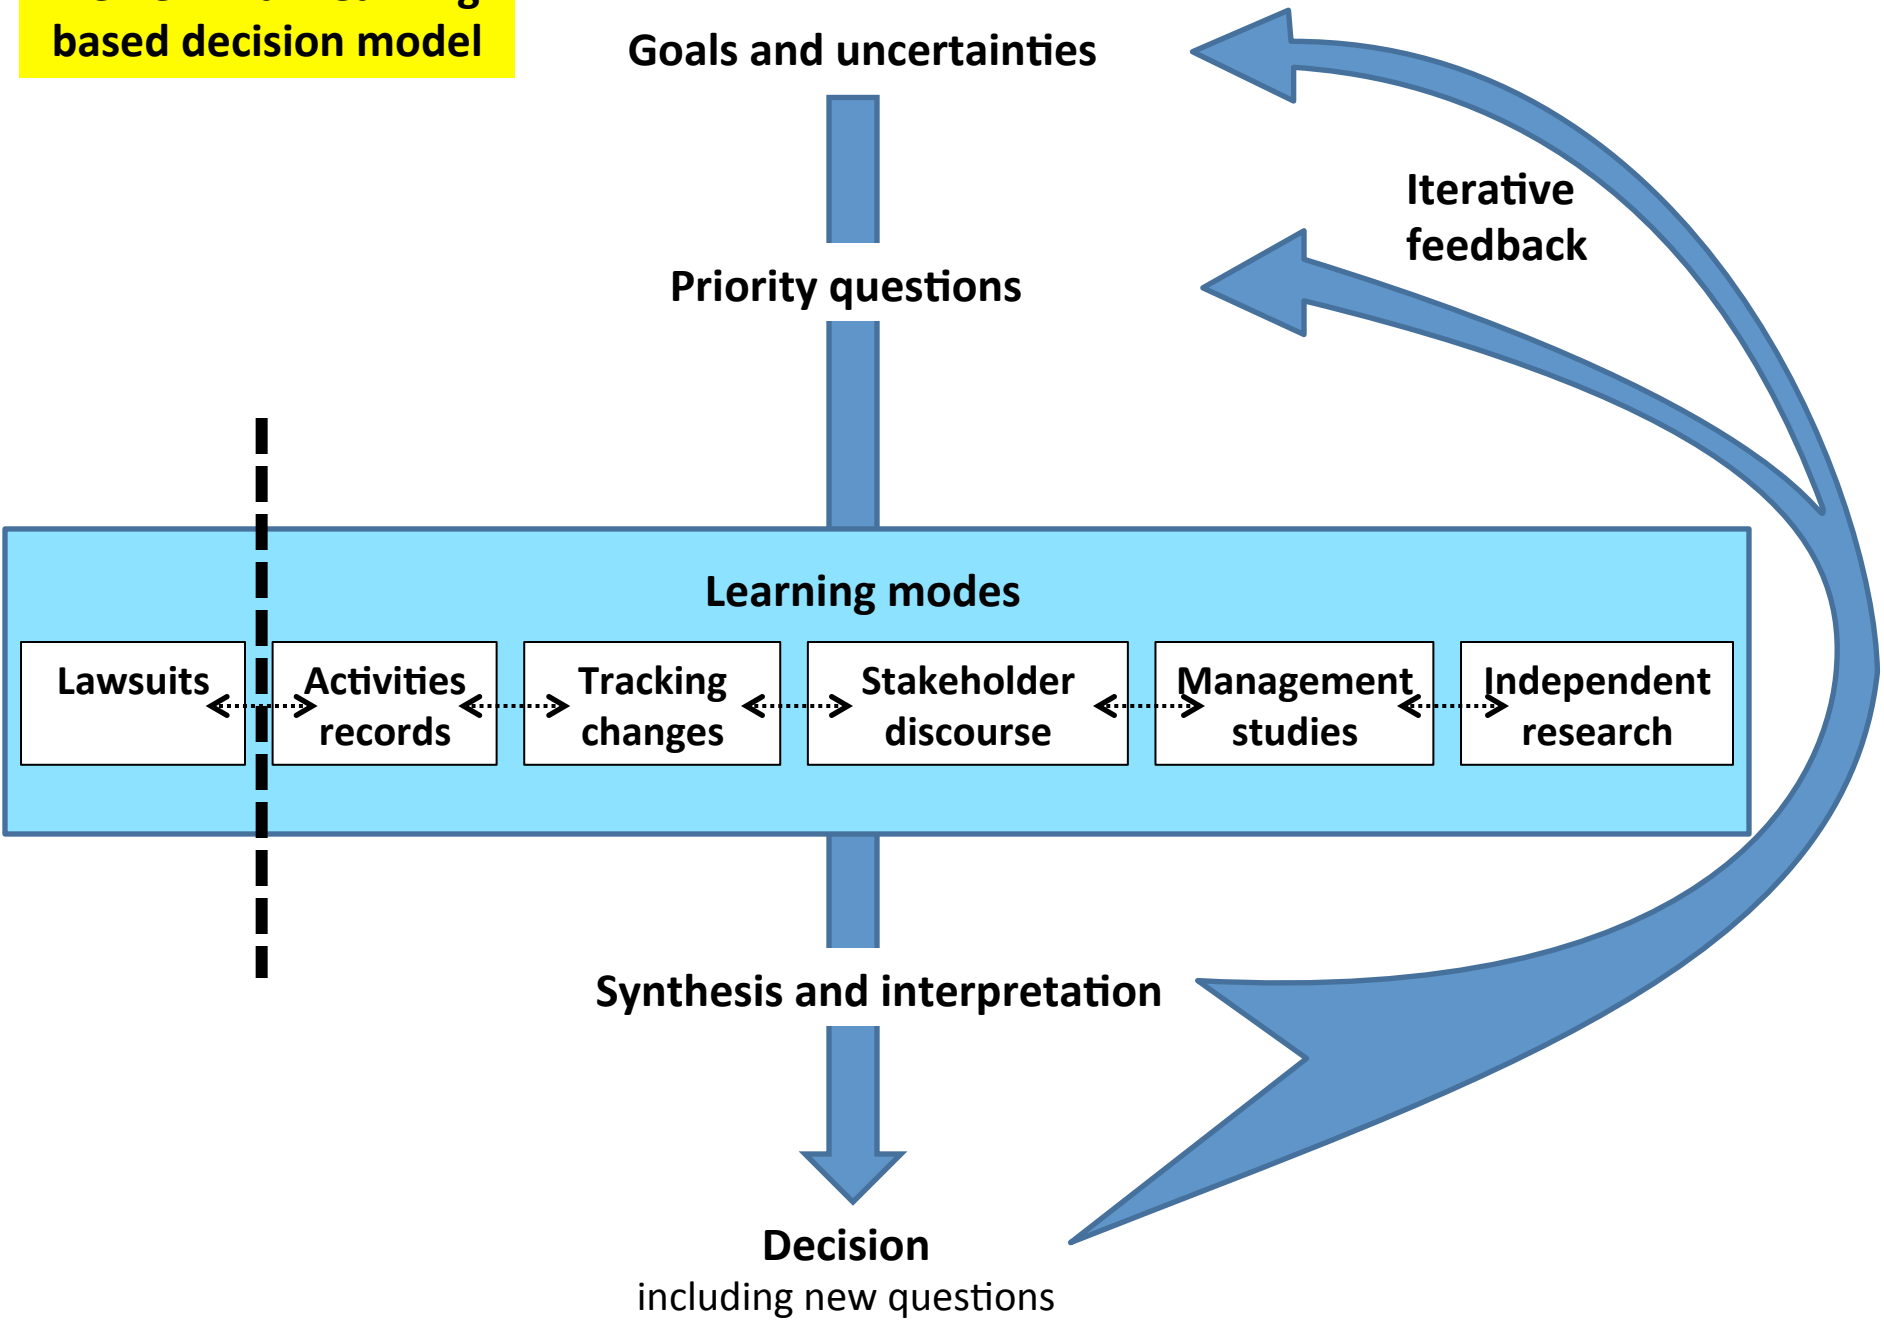 based decision model
Goals and uncertainties
Iterative
feedback
Priority questions
Learning modes
Lawsuits
Activities
records
Tracking
changes
Stakeholder
discourse
Management
studies
Independent
research
Synthesis and interpretation
Decision
including new questions